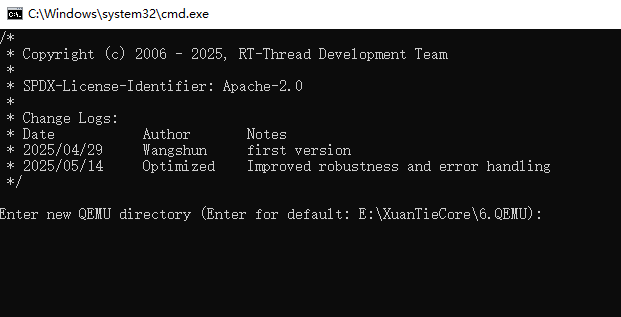 C:\Windows\system32\cmd.exe
/*
 * Copyright (c) 2006 - 2025, RT-Thread Development Team
 *
 * SPDX-License-Identifier: Apache-2.0
 *
 * Change Logs:
 * Date           Author       Notes
 * 2025/04/29     Wangshun     first version
 * 2025/05/14     Optimized    Improved robustness and error handling
 */
Enter new QEMU directory (Enter for default: E:\XuanTieCore\6.QEMU):